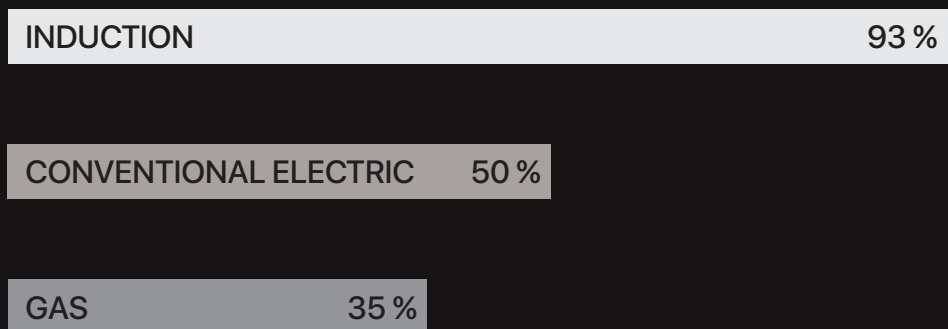 INDUCTION 93 %
CONVENTIONAL ELECTRIC 50 %
GAS 35 %